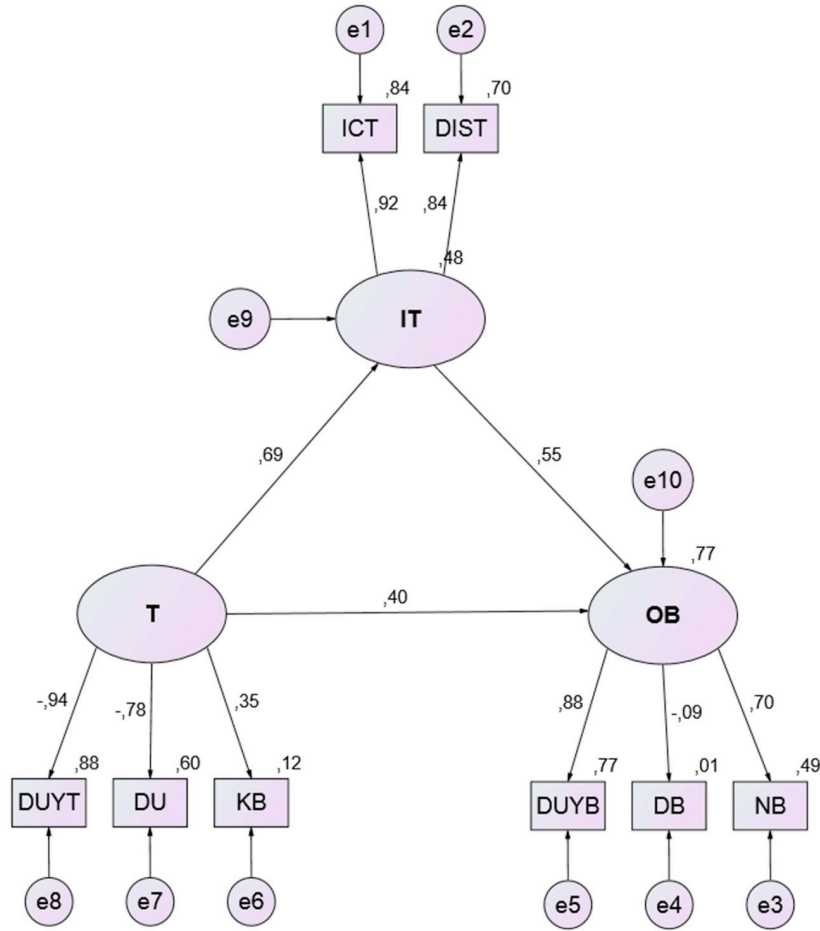 e1 e2
,84 ,70
ICT DIST
,92 ,84
,48
e9 IT
,69 ,55
e10
,77
T ,40 OB
-,94 -,78 ,35 ,88 -,09 ,70
,88 ,60 ,12 ,77 ,01 ,49
DUYT DU KB DUYB DB NB
e8 e7 e6 e5 e4 e3